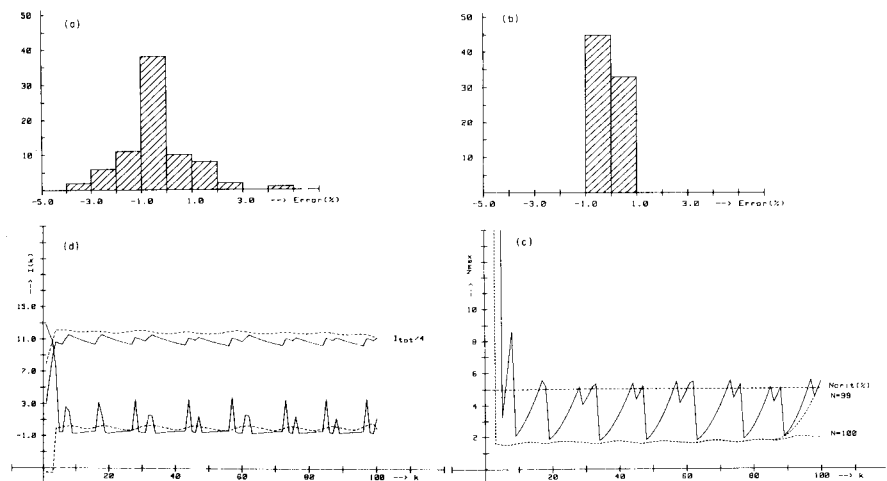 (a)
50
40
30
20
10
-5.0 -3.0 -1.0 1.0 3.0 --> Error(%)
(b)
50
40
30
20
10
-5.0 -3.0 -1.0 1.0 3.0 --> Error(%)
(d)
--> I(k)
15.0
11.0
7.0
3.0
-1.0
Itot/4
20 40 60 80 100 --> k
(c)
--> Nmax
14
12
10
8
6
4
2
Ncrit(%)
N=99
N=100
20 40 60 80 100 --> k